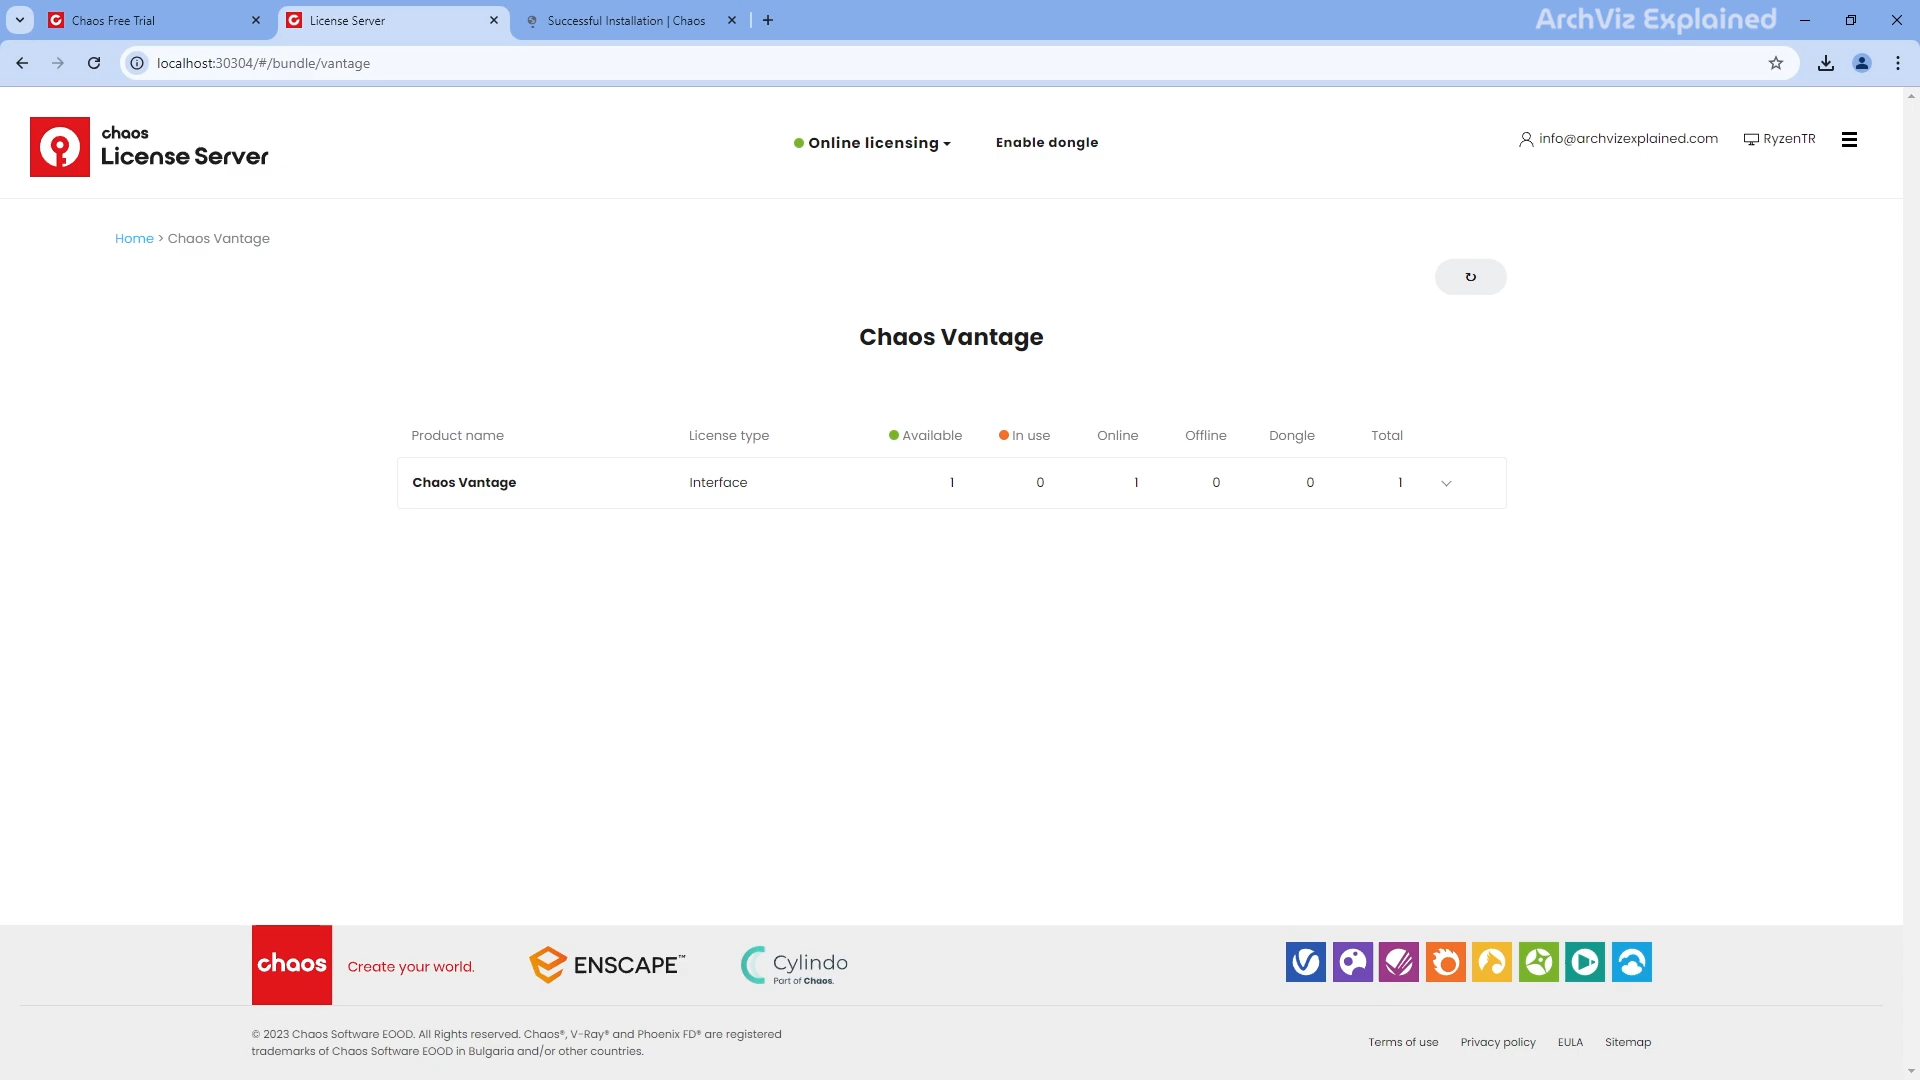 Chaos Free Trial
License Server
Successful Installation | Chaos
ArchViz Explained
localhost:30304/#/bundle/vantage
chaos
License Server
Online licensing
Enable dongle
info@archvizexplained.com
RyzenTR
Home > Chaos Vantage
Chaos Vantage
Product name License type Available In use Online Offline Dongle Total
Chaos Vantage Interface 1 0 1 0 0 1
chaos
Create your world.
ENSCAPE™
Cylindo
Part of Chaos.
© 2023 Chaos Software EOOD. All Rights reserved. Chaos®, V-Ray® and Phoenix FD® are registered
trademarks of Chaos Software EOOD in Bulgaria and/or other countries.
Terms of use Privacy policy EULA Sitemap